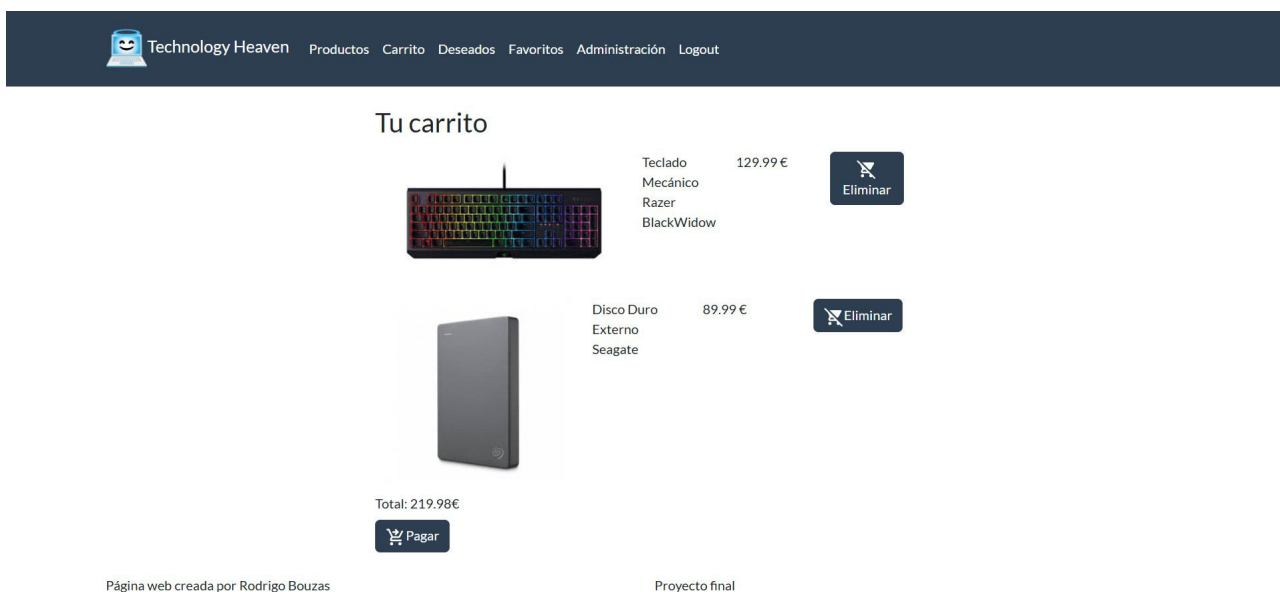 Technology Heaven Productos Carrito Deseados Favoritos Administración Logout
Tu carrito
Teclado 129.99 €
Mecánico
Razer
BlackWidow
Eliminar
Disco Duro 89.99 € Eliminar
Externo
Seagate
Total: 219.98€
Pagar
Página web creada por Rodrigo Bouzas Proyecto final